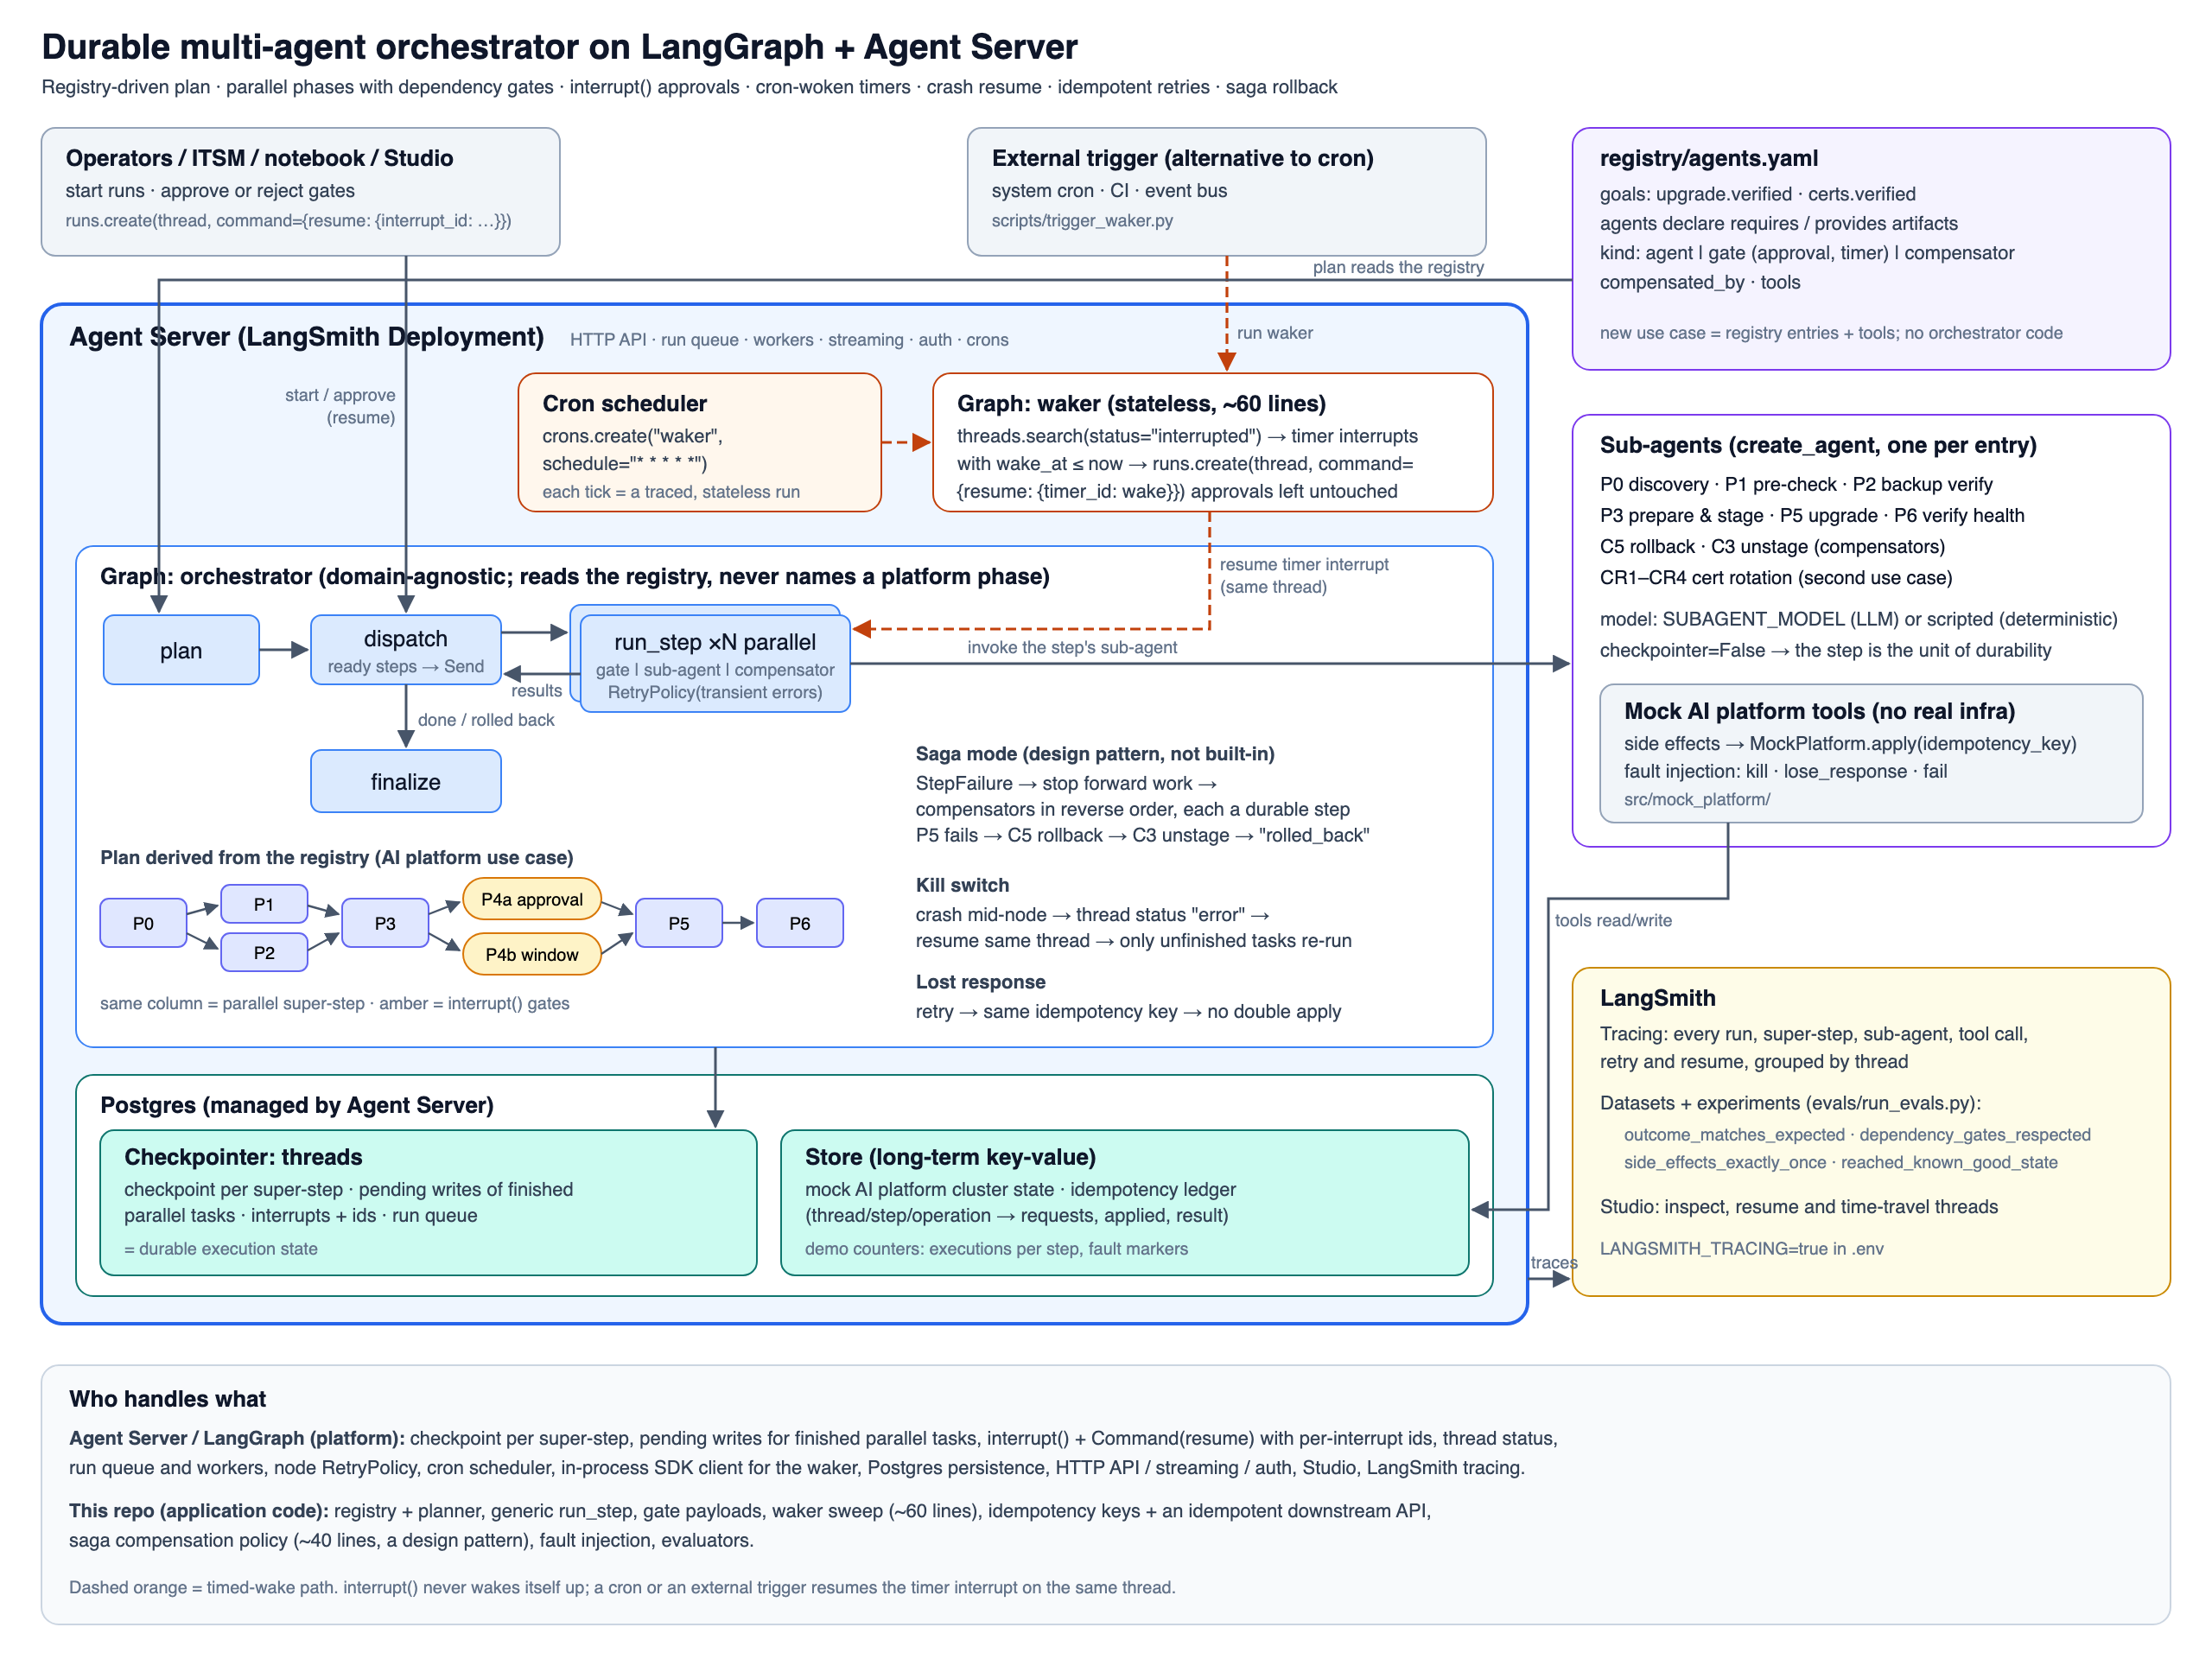 Durable multi-agent orchestrator on LangGraph + Agent Server
Registry-driven plan · parallel phases with dependency gates · interrupt() approvals · cron-woken timers · crash resume · idempotent retries · saga rollback
Operators / ITSM / notebook / Studio
start runs · approve or reject gates
runs.create(thread, command={resume: {interrupt_id: …}})
External trigger (alternative to cron)
system cron · CI · event bus
scripts/trigger_waker.py
registry/agents.yaml
goals: upgrade.verified · certs.verified
agents declare requires / provides artifacts
kind: agent | gate (approval, timer) | compensator
compensated_by · tools
new use case = registry entries + tools; no orchestrator code
plan reads the registry
Agent Server (LangSmith Deployment)
HTTP API · run queue · workers · streaming · auth · crons
run waker
start / approve
(resume)
Cron scheduler
crons.create("waker",
schedule="* * * * *")
each tick = a traced, stateless run
Graph: waker (stateless, ~60 lines)
threads.search(status="interrupted") → timer interrupts
with wake_at ≤ now → runs.create(thread, command=
{resume: {timer_id: wake}}) approvals left untouched
Sub-agents (create_agent, one per entry)
P0 discovery · P1 pre-check · P2 backup verify
P3 prepare & stage · P5 upgrade · P6 verify health
C5 rollback · C3 unstage (compensators)
CR1–CR4 cert rotation (second use case)
model: SUBAGENT_MODEL (LLM) or scripted (deterministic)
checkpointer=False → the step is the unit of durability
Mock AI platform tools (no real infra)
side effects → MockPlatform.apply(idempotency_key)
fault injection: kill · lose_response · fail
src/mock_platform/
Graph: orchestrator (domain-agnostic; reads the registry, never names a platform phase)
resume timer interrupt
(same thread)
plan
dispatch
ready steps → Send
run_step ×N parallel
gate | sub-agent | compensator
RetryPolicy(transient errors)
results
invoke the step's sub-agent
done / rolled back
finalize
Saga mode (design pattern, not built-in)
StepFailure → stop forward work →
compensators in reverse order, each a durable step
P5 fails → C5 rollback → C3 unstage → "rolled_back"
Kill switch
crash mid-node → thread status "error" →
resume same thread → only unfinished tasks re-run
Lost response
retry → same idempotency key → no double apply
Plan derived from the registry (AI platform use case)
P0
P1
P2
P3
P4a approval
P4b window
P5
P6
same column = parallel super-step · amber = interrupt() gates
tools read/write
Postgres (managed by Agent Server)
Checkpointer: threads
checkpoint per super-step · pending writes of finished
parallel tasks · interrupts + ids · run queue
= durable execution state
Store (long-term key-value)
mock AI platform cluster state · idempotency ledger
(thread/step/operation → requests, applied, result)
demo counters: executions per step, fault markers
traces
LangSmith
Tracing: every run, super-step, sub-agent, tool call,
retry and resume, grouped by thread
Datasets + experiments (evals/run_evals.py):
outcome_matches_expected · dependency_gates_respected
side_effects_exactly_once · reached_known_good_state
Studio: inspect, resume and time-travel threads
LANGSMITH_TRACING=true in .env
Who handles what
Agent Server / LangGraph (platform): checkpoint per super-step, pending writes for finished parallel tasks, interrupt() + Command(resume) with per-interrupt ids, thread status,
run queue and workers, node RetryPolicy, cron scheduler, in-process SDK client for the waker, Postgres persistence, HTTP API / streaming / auth, Studio, LangSmith tracing.
This repo (application code): registry + planner, generic run_step, gate payloads, waker sweep (~60 lines), idempotency keys + an idempotent downstream API,
saga compensation policy (~40 lines, a design pattern), fault injection, evaluators.
Dashed orange = timed-wake path. interrupt() never wakes itself up; a cron or an external trigger resumes the timer interrupt on the same thread.